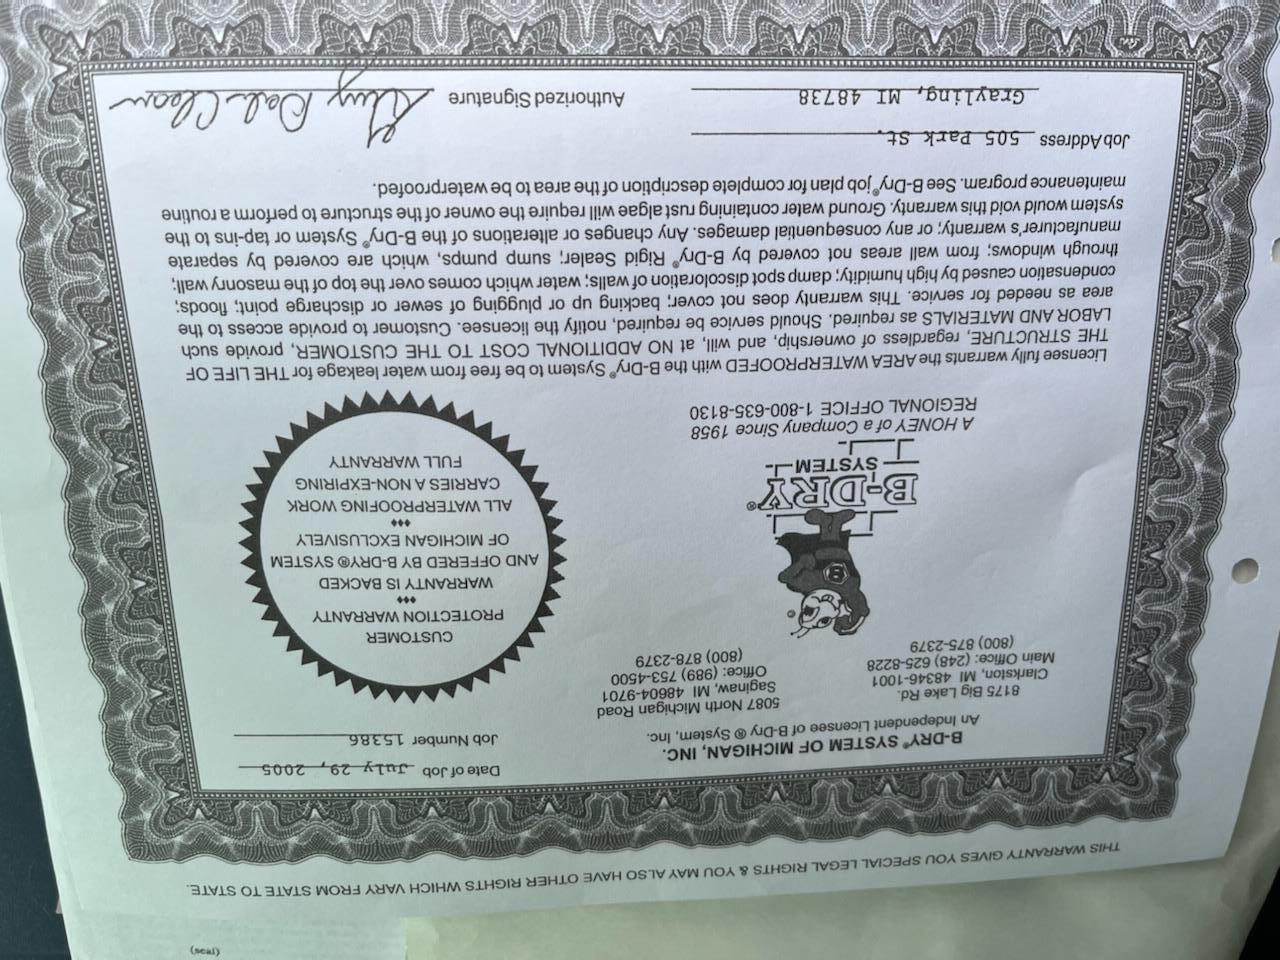 THIS WARRANTY GIVES YOU SPECIAL LEGAL RIGHTS & YOU MAY ALSO HAVE OTHER RIGHTS WHICH VARY FROM STATE TO STATE.
B-DRY® SYSTEM OF MICHIGAN, INC.
An Independent Licensee of B-Dry ® System, Inc.
8175 Big Lake Rd.
Clarkston, MI 48346-1001
Main Office: (248) 625-8228
(800) 875-2379
5087 North Michigan Road
Saginaw, MI 48604-9701
Office: (989) 753-4500
(800) 878-2379
Date of Job July 29, 2005
Job Number 15386
B
®
B-DRY®
SYSTEM
A HONEY of a Company Since 1958
REGIONAL OFFICE 1-800-635-8130
CUSTOMER
PROTECTION WARRANTY
♦♦♦
WARRANTY IS BACKED
AND OFFERED BY B-DRY® SYSTEM
OF MICHIGAN EXCLUSIVELY
♦♦♦
ALL WATERPROOFING WORK
CARRIES A NON-EXPIRING
FULL WARRANTY
Licensee fully warrants the AREA WATERPROOFED with the B-Dry® System to be free from water leakage for THE LIFE OF
THE STRUCTURE, regardless of ownership, and will, at NO ADDITIONAL COST TO THE CUSTOMER, provide such
LABOR AND MATERIALS as required. Should service be required, notify the licensee. Customer to provide access to the
area as needed for service. This warranty does not cover; backing up or plugging of sewer or discharge point; floods;
condensation caused by high humidity; damp spot discoloration of walls; water which comes over the top of the masonry wall;
through windows; from wall areas not covered by B-Dry® Rigid Sealer; sump pumps, which are covered by separate
manufacturer's warranty; or any consequential damages. Any changes or alterations of the B-Dry® System or tap-ins to the
system would void this warranty. Ground water containing rust algae will require the owner of the structure to perform a routine
maintenance program. See B-Dry® job plan for complete description of the area to be waterproofed.
Job Address 505 Park St.
Grayling, MI 48738
Authorized Signature
(seal)